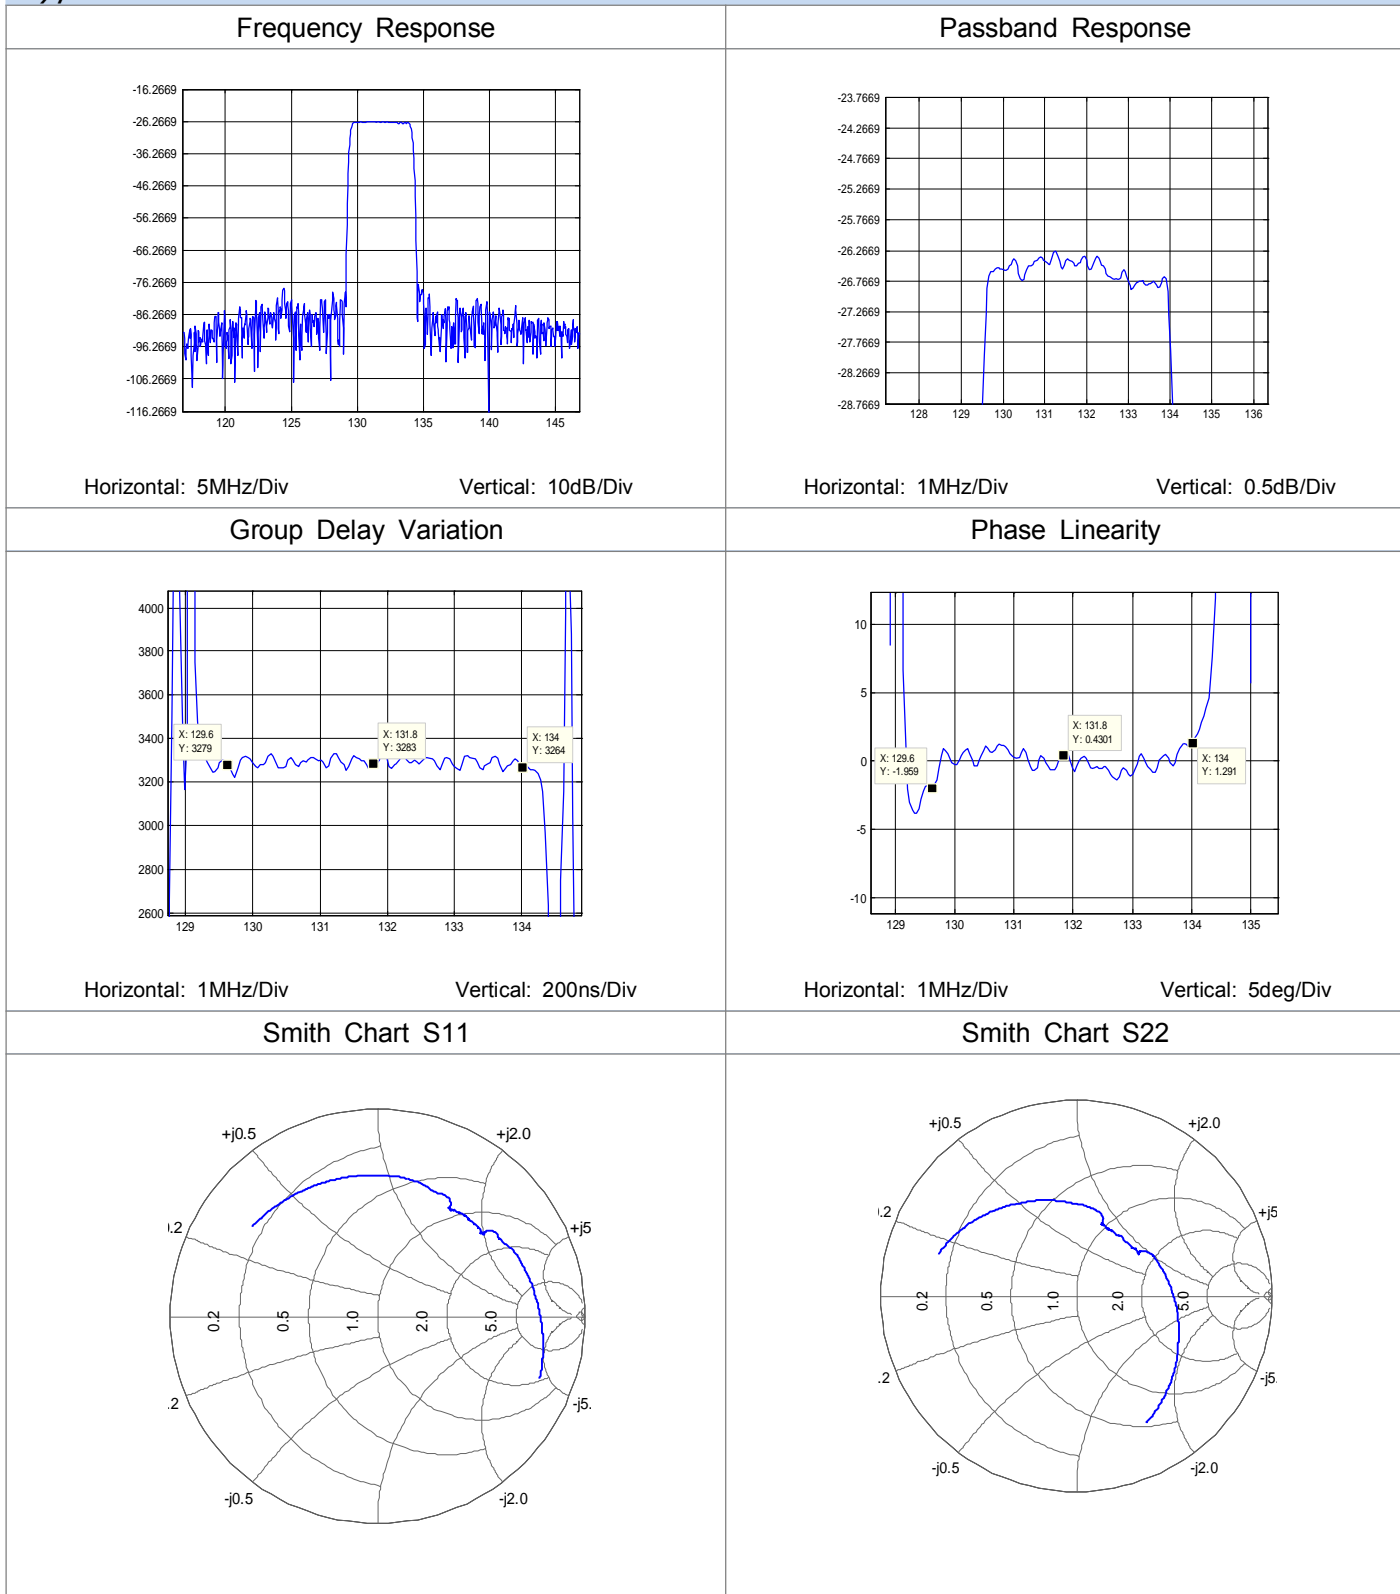 Frequency Response
Passband Response
-16.2669
-26.2669
-36.2669
-46.2669
-56.2669
-66.2669
-76.2669
-86.2669
-96.2669
-106.2669
-116.2669
120 125 130 135 140 145
-23.7669
-24.2669
-24.7669
-25.2669
-25.7669
-26.2669
-26.7669
-27.2669
-27.7669
-28.2669
-28.7669
128 129 130 131 132 133 134 135 136
Horizontal: 5MHz/Div Vertical: 10dB/Div
Horizontal: 1MHz/Div Vertical: 0.5dB/Div
Group Delay Variation
Phase Linearity
4000
3800
3600
3400
3200
3000
2800
2600
X: 129.6
Y: 3279
X: 131.8
Y: 3283
X: 134
Y: 3264
129 130 131 132 133 134
10
5
0
-5
-10
X: 129.6
Y: -1.959
X: 131.8
Y: 0.4301
X: 134
Y: 1.291
129 130 131 132 133 134 135
Horizontal: 1MHz/Div Vertical: 200ns/Div
Horizontal: 1MHz/Div Vertical: 5deg/Div
Smith Chart S11
Smith Chart S22
+j0.5 +j2.0
.2 +j5
0.2 0.5 1.0 2.0 5.0
.2 -j5.
-j0.5 -j2.0
+j0.5 +j2.0
.2 +j5
0.2 0.5 1.0 2.0 5.0
.2 -j5.
-j0.5 -j2.0